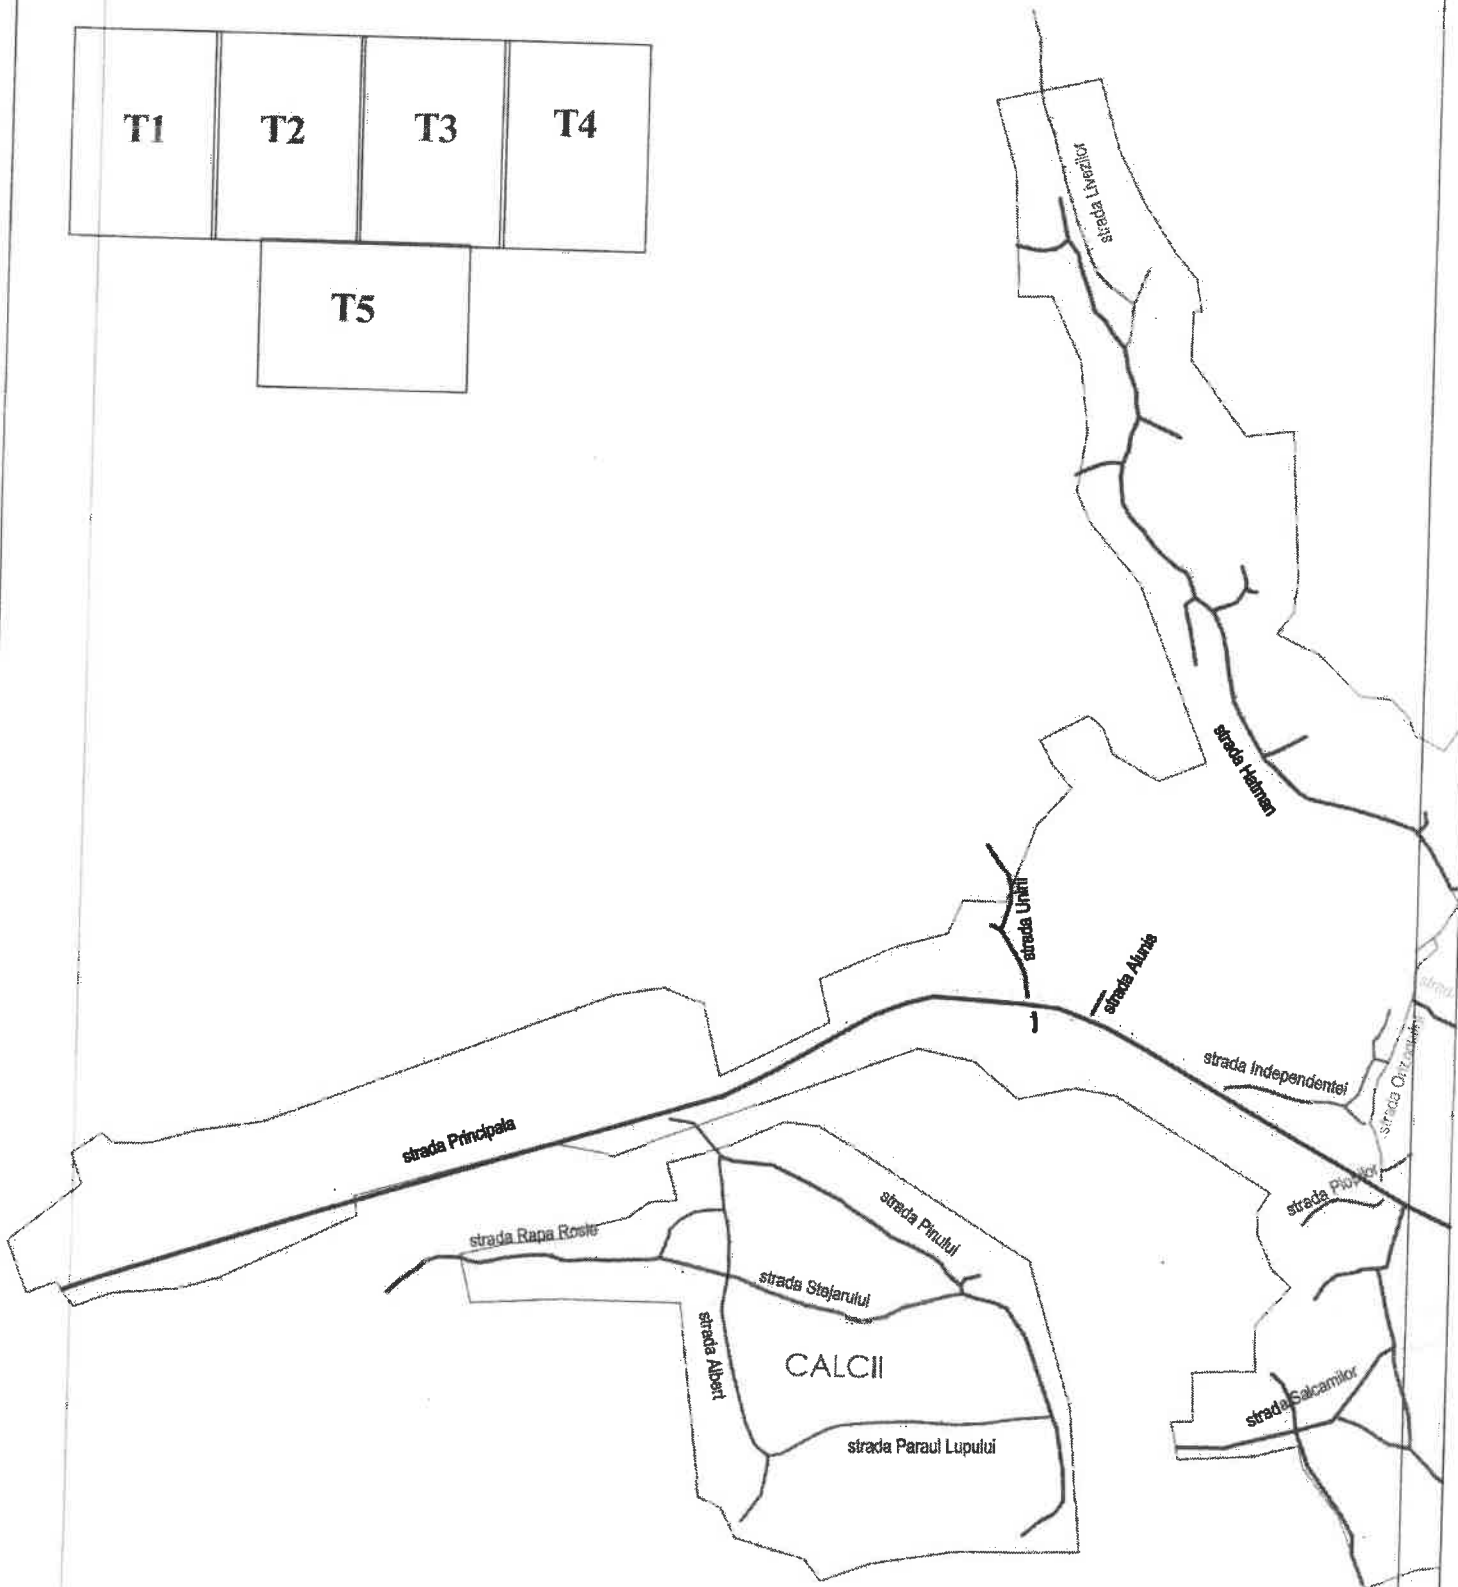 T1
T2
T3
T4
T5
strada Livezilor
strada Hatman
strada Unirii
strada Alunis
strada Independentei
strada
strada Principala
strada Plopilor
strada Pinului
strada Rapa Rosie
strada Stejarului
strada Albert
CALCII
strada Salcamilor
strada Paraul Lupului